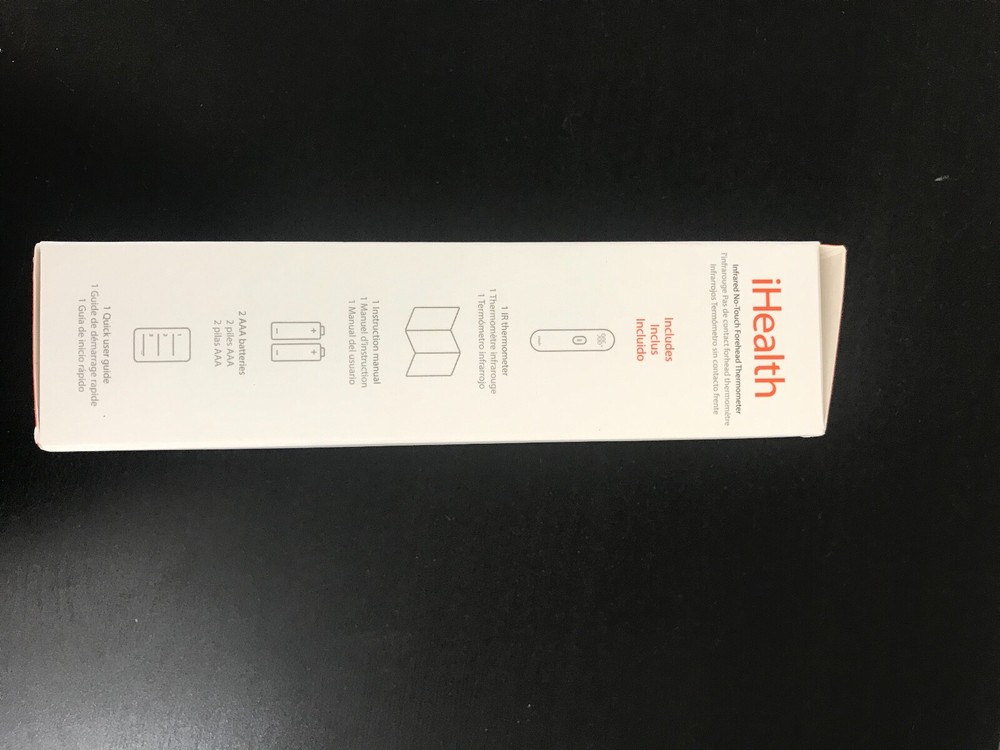 iHealth
Infrared No-Touch Forehead Thermometer
l'infrarouge Pas de contact forhead thermomètre
Infrarrojos Termómetro sin contacto frente
Includes
Inclus
Incluido
1 IR thermometer
1 Thermomètre infrarouge
1 Termómetro infrarrojo
1 Instruction manual
1 Manuel d'instruction
1 Manual del usuario
2 AAA batteries
2 piles AAA
2 pilas AAA
1 Quick user guide
1 Guide de démarrage rapide
1 Guía de inicio rápido